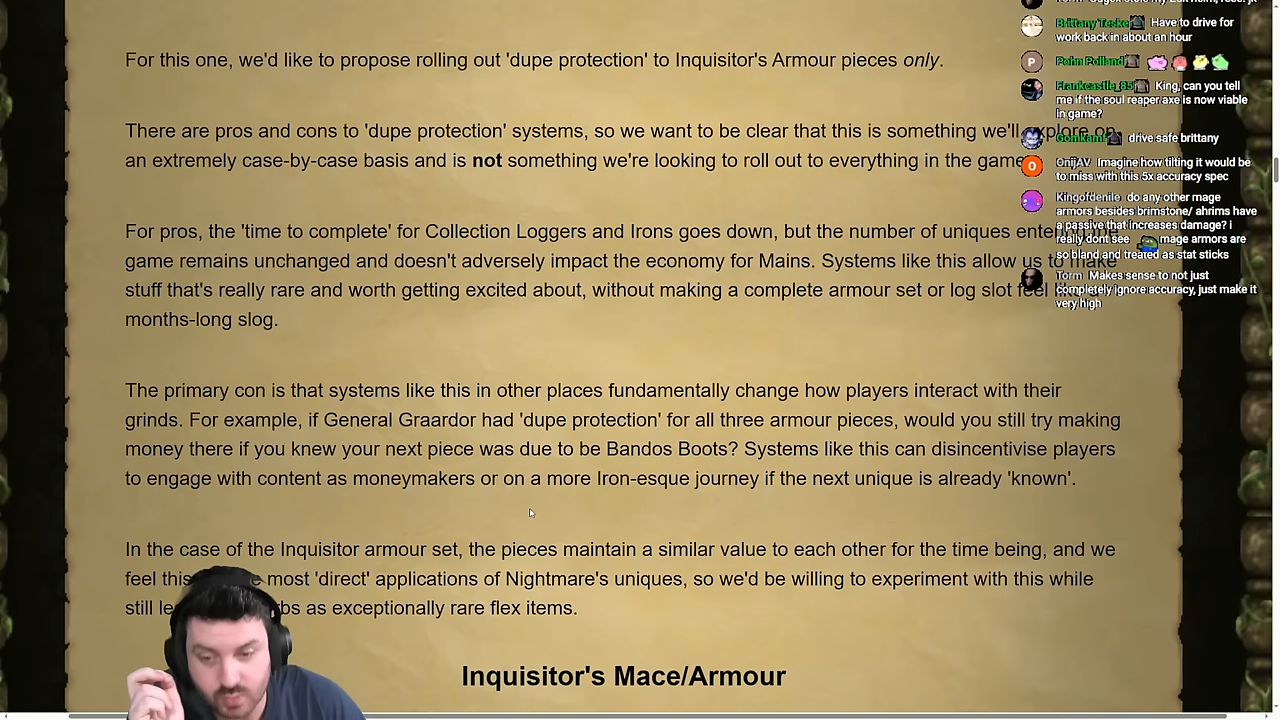 For this one, we'd like to propose rolling out 'dupe protection' to Inquisitor's Armour pieces only.
There are pros and cons to 'dupe protection' systems, so we want to be clear that this is something we'll explore on
an extremely case-by-case basis and is not something we're looking to roll out to everything in the game
For pros, the 'time to complete' for Collection Loggers and Irons goes down, but the number of uniques
game remains unchanged and doesn't adversely impact the economy for Mains. Systems like this allow us to make
stuff that's really rare and worth getting excited about, without making a complete armour set or log slot feel
months-long slog.
The primary con is that systems like this in other places fundamentally change how players interact with their
grinds. For example, if General Graardor had 'dupe protection' for all three armour pieces, would you still try making
money there if you knew your next piece was due to be Bandos Boots? Systems like this can disincentivise players
to engage with content as moneymakers or on a more Iron-esque journey if the next unique is already 'known'.
In the case of the Inquisitor armour set, the pieces maintain a similar value to each other for the time being, and we
feel this most 'direct' applications of Nightmare's uniques, so we'd be willing to experiment with this while
still as exceptionally rare flex items.
Inquisitor's Mace/Armour
Brittany Teske Have to drive for
work back in about an hour
P Pohn Polland
Frankcastle_85 King, can you tell
me if the soul reaper axe is now viable
In game?
drive safe brittany
O OnijAV Imagine how tilting it would be
to miss with this 5x accuracy spec
Kingofdenile do any other mage
armors besides brimstone/ ahrims have
a passive that increases damage? i
really dont see mage armors are
so bland and treated as stat sticks
Torm Makes sense to not just
completely ignore accuracy, just make it
very high